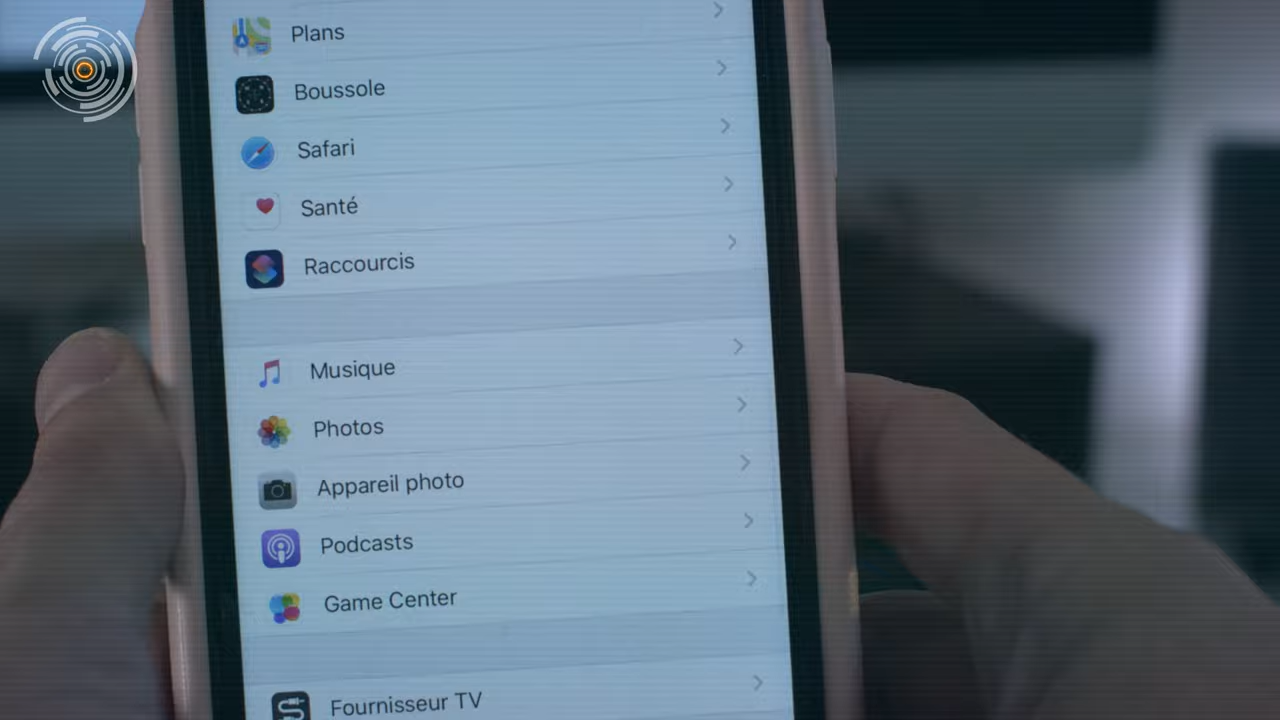 Plans
Boussole
Safari
Santé
Raccourcis
Musique
Photos
Appareil photo
Podcasts
Game Center
Fournisseur TV